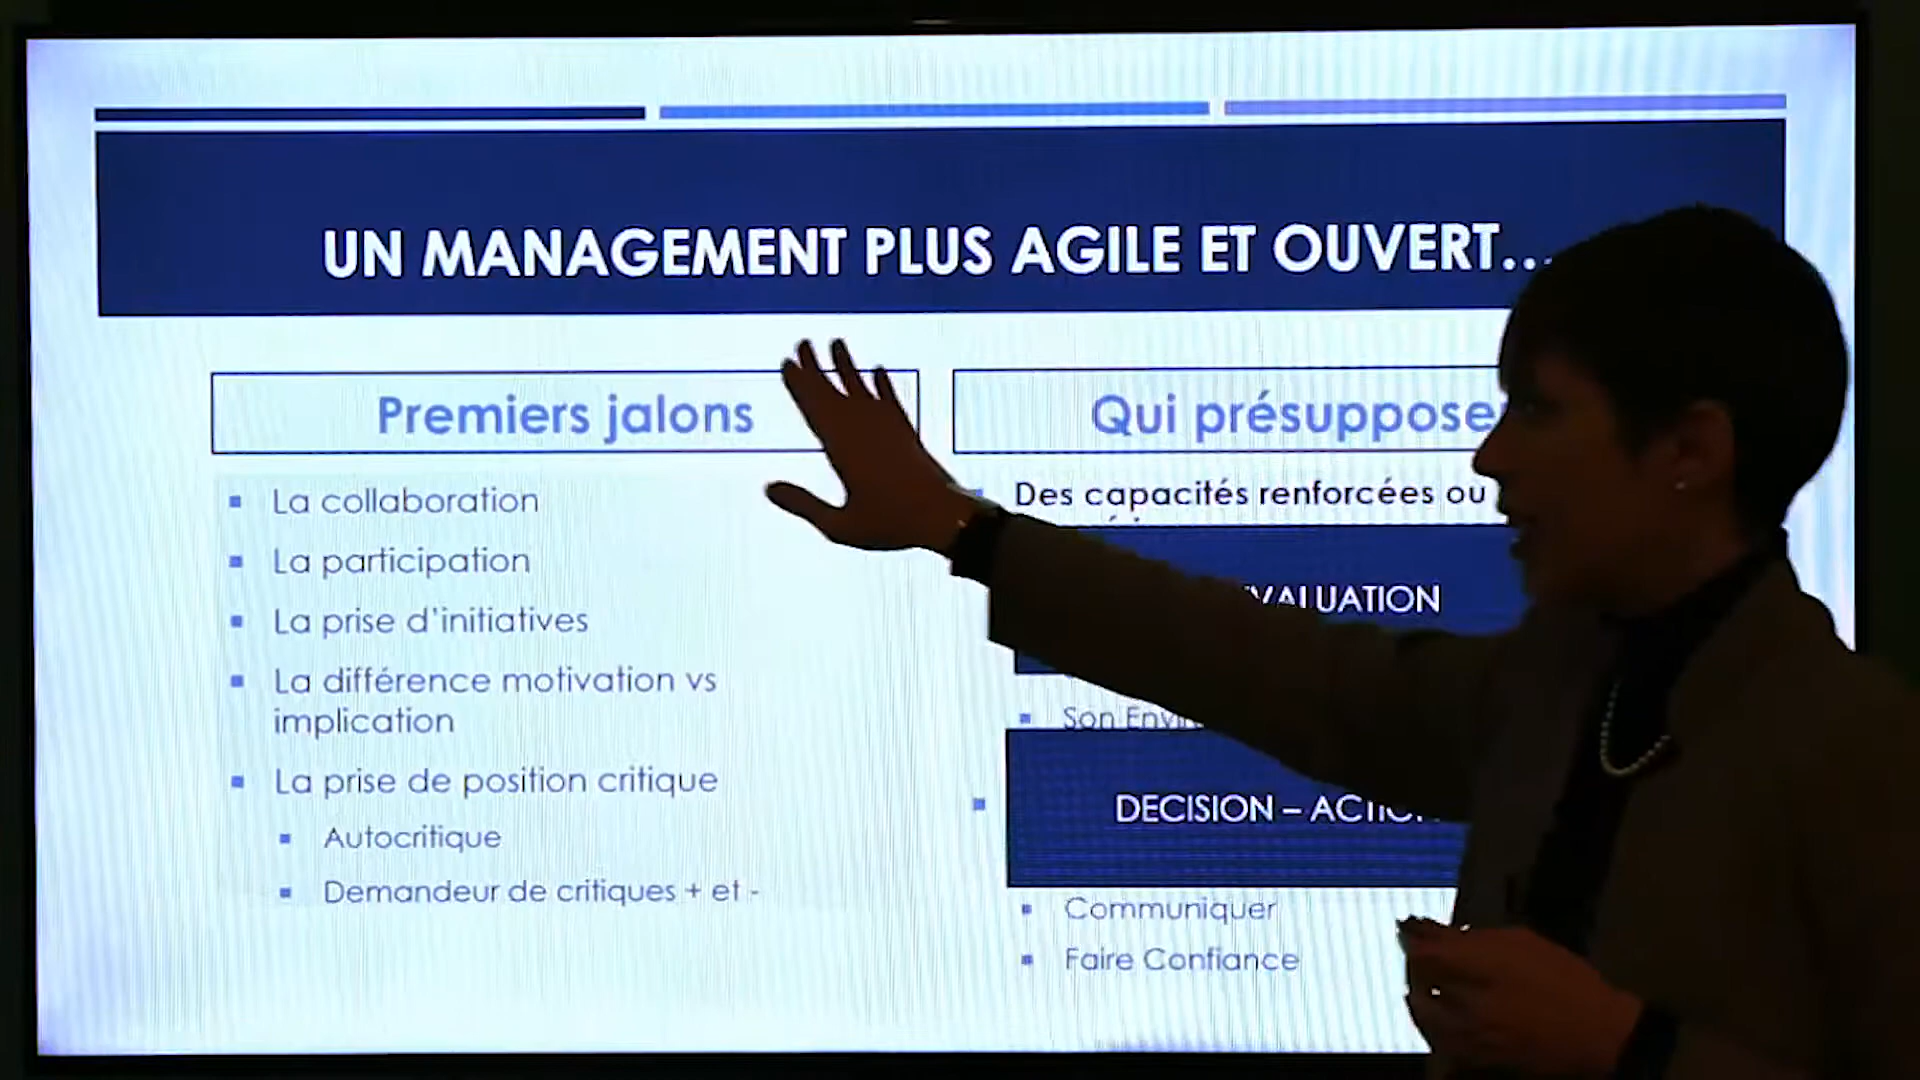 UN MANAGEMENT PLUS AGILE ET OUVERT...
Premiers jalons
La collaboration
La participation
La prise d'initiatives
La différence motivation vs
implication
La prise de position critique
Autocritique
Demandeur de critiques + et -
Qui présuppose
Des capacités renforcées ou
Son
DECISION –
Communiquer
Faire Confiance